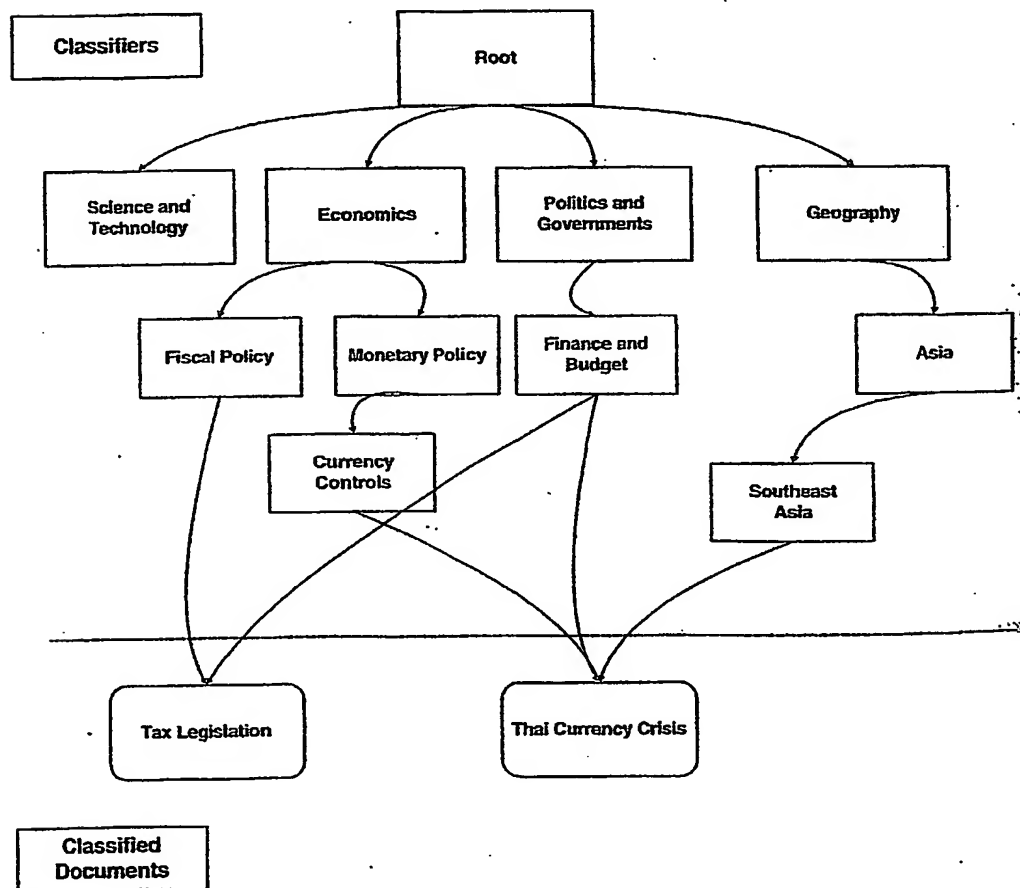 Classifiers
Root
Science and
Technology
Economics
Politics and
Governments
Geography
Fiscal Policy
Monetary Policy
Finance and
Budget
Asia
Currency
Controls
Southeast
Asia
Tax Legislation
Thai Currency Crisis
Classified
Documents